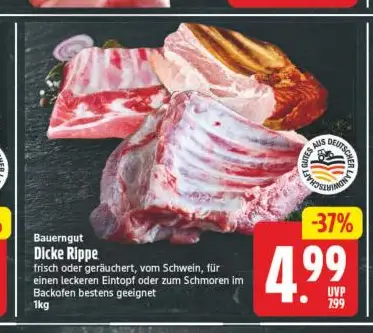 GUTES AUS DEUTSCHER LANDWIRTSCHAFT
-37%
Bauerngut
Dicke Rippe
frisch oder geräuchert, vom Schwein, für
einen leckeren Eintopf oder zum Schmoren im
Backofen bestens geeignet
1kg
4.99
UVP
7.99